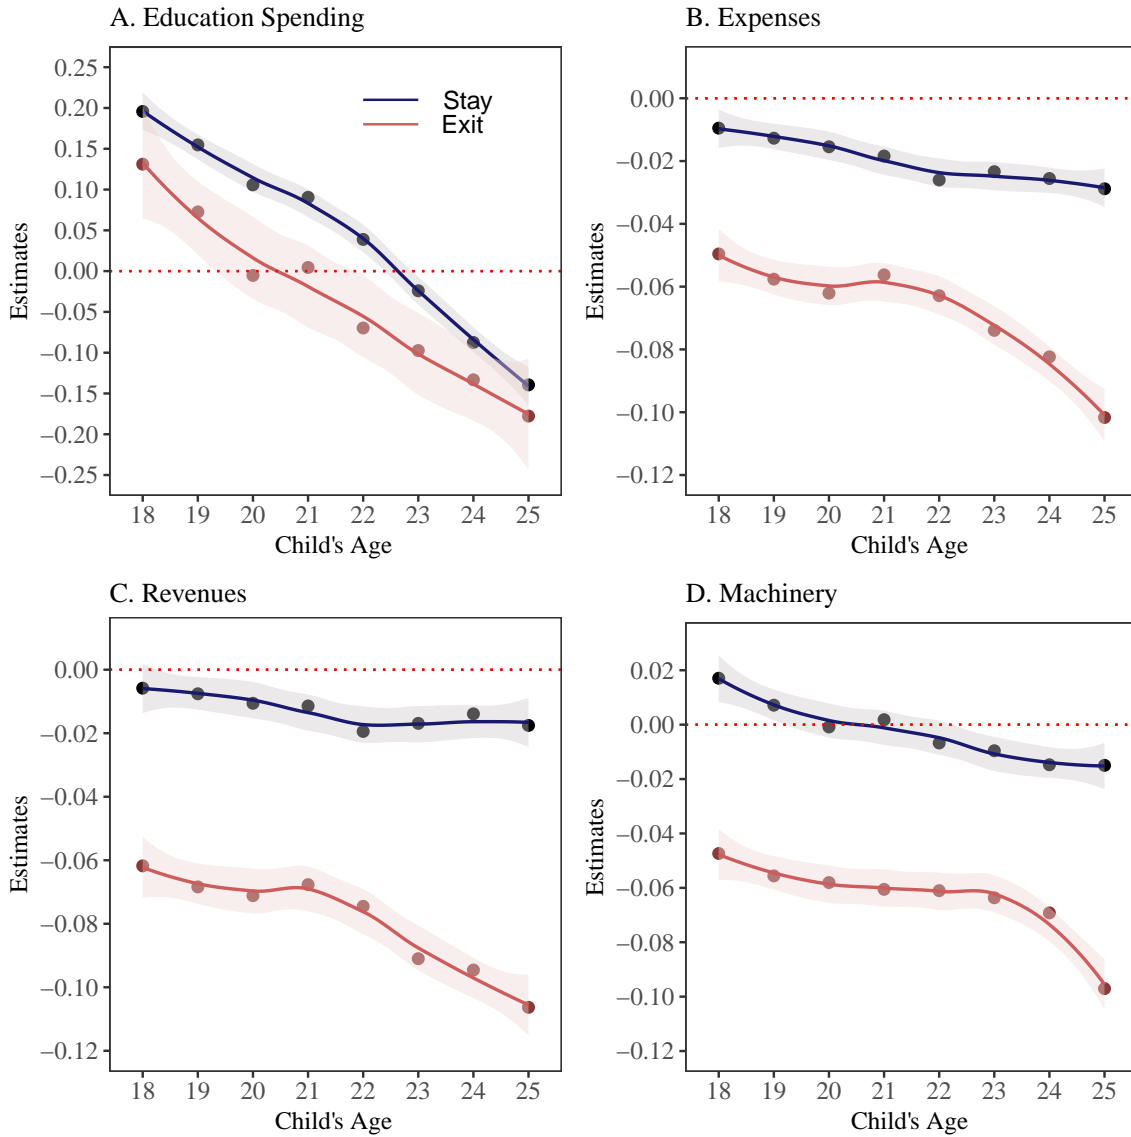 A. Education Spending
0.25
0.20
0.15
0.10
0.05
0.00
−0.05
−0.10
−0.15
−0.20
−0.25
Estimates
Stay
Exit
18 19 20 21 22 23 24 25
Child's Age
B. Expenses
0.00
−0.02
−0.04
−0.06
−0.08
−0.10
−0.12
Estimates
18 19 20 21 22 23 24 25
Child's Age
C. Revenues
0.00
−0.02
−0.04
−0.06
−0.08
−0.10
−0.12
Estimates
18 19 20 21 22 23 24 25
Child's Age
D. Machinery
0.02
0.00
−0.02
−0.04
−0.06
−0.08
−0.10
−0.12
Estimates
18 19 20 21 22 23 24 25
Child's Age